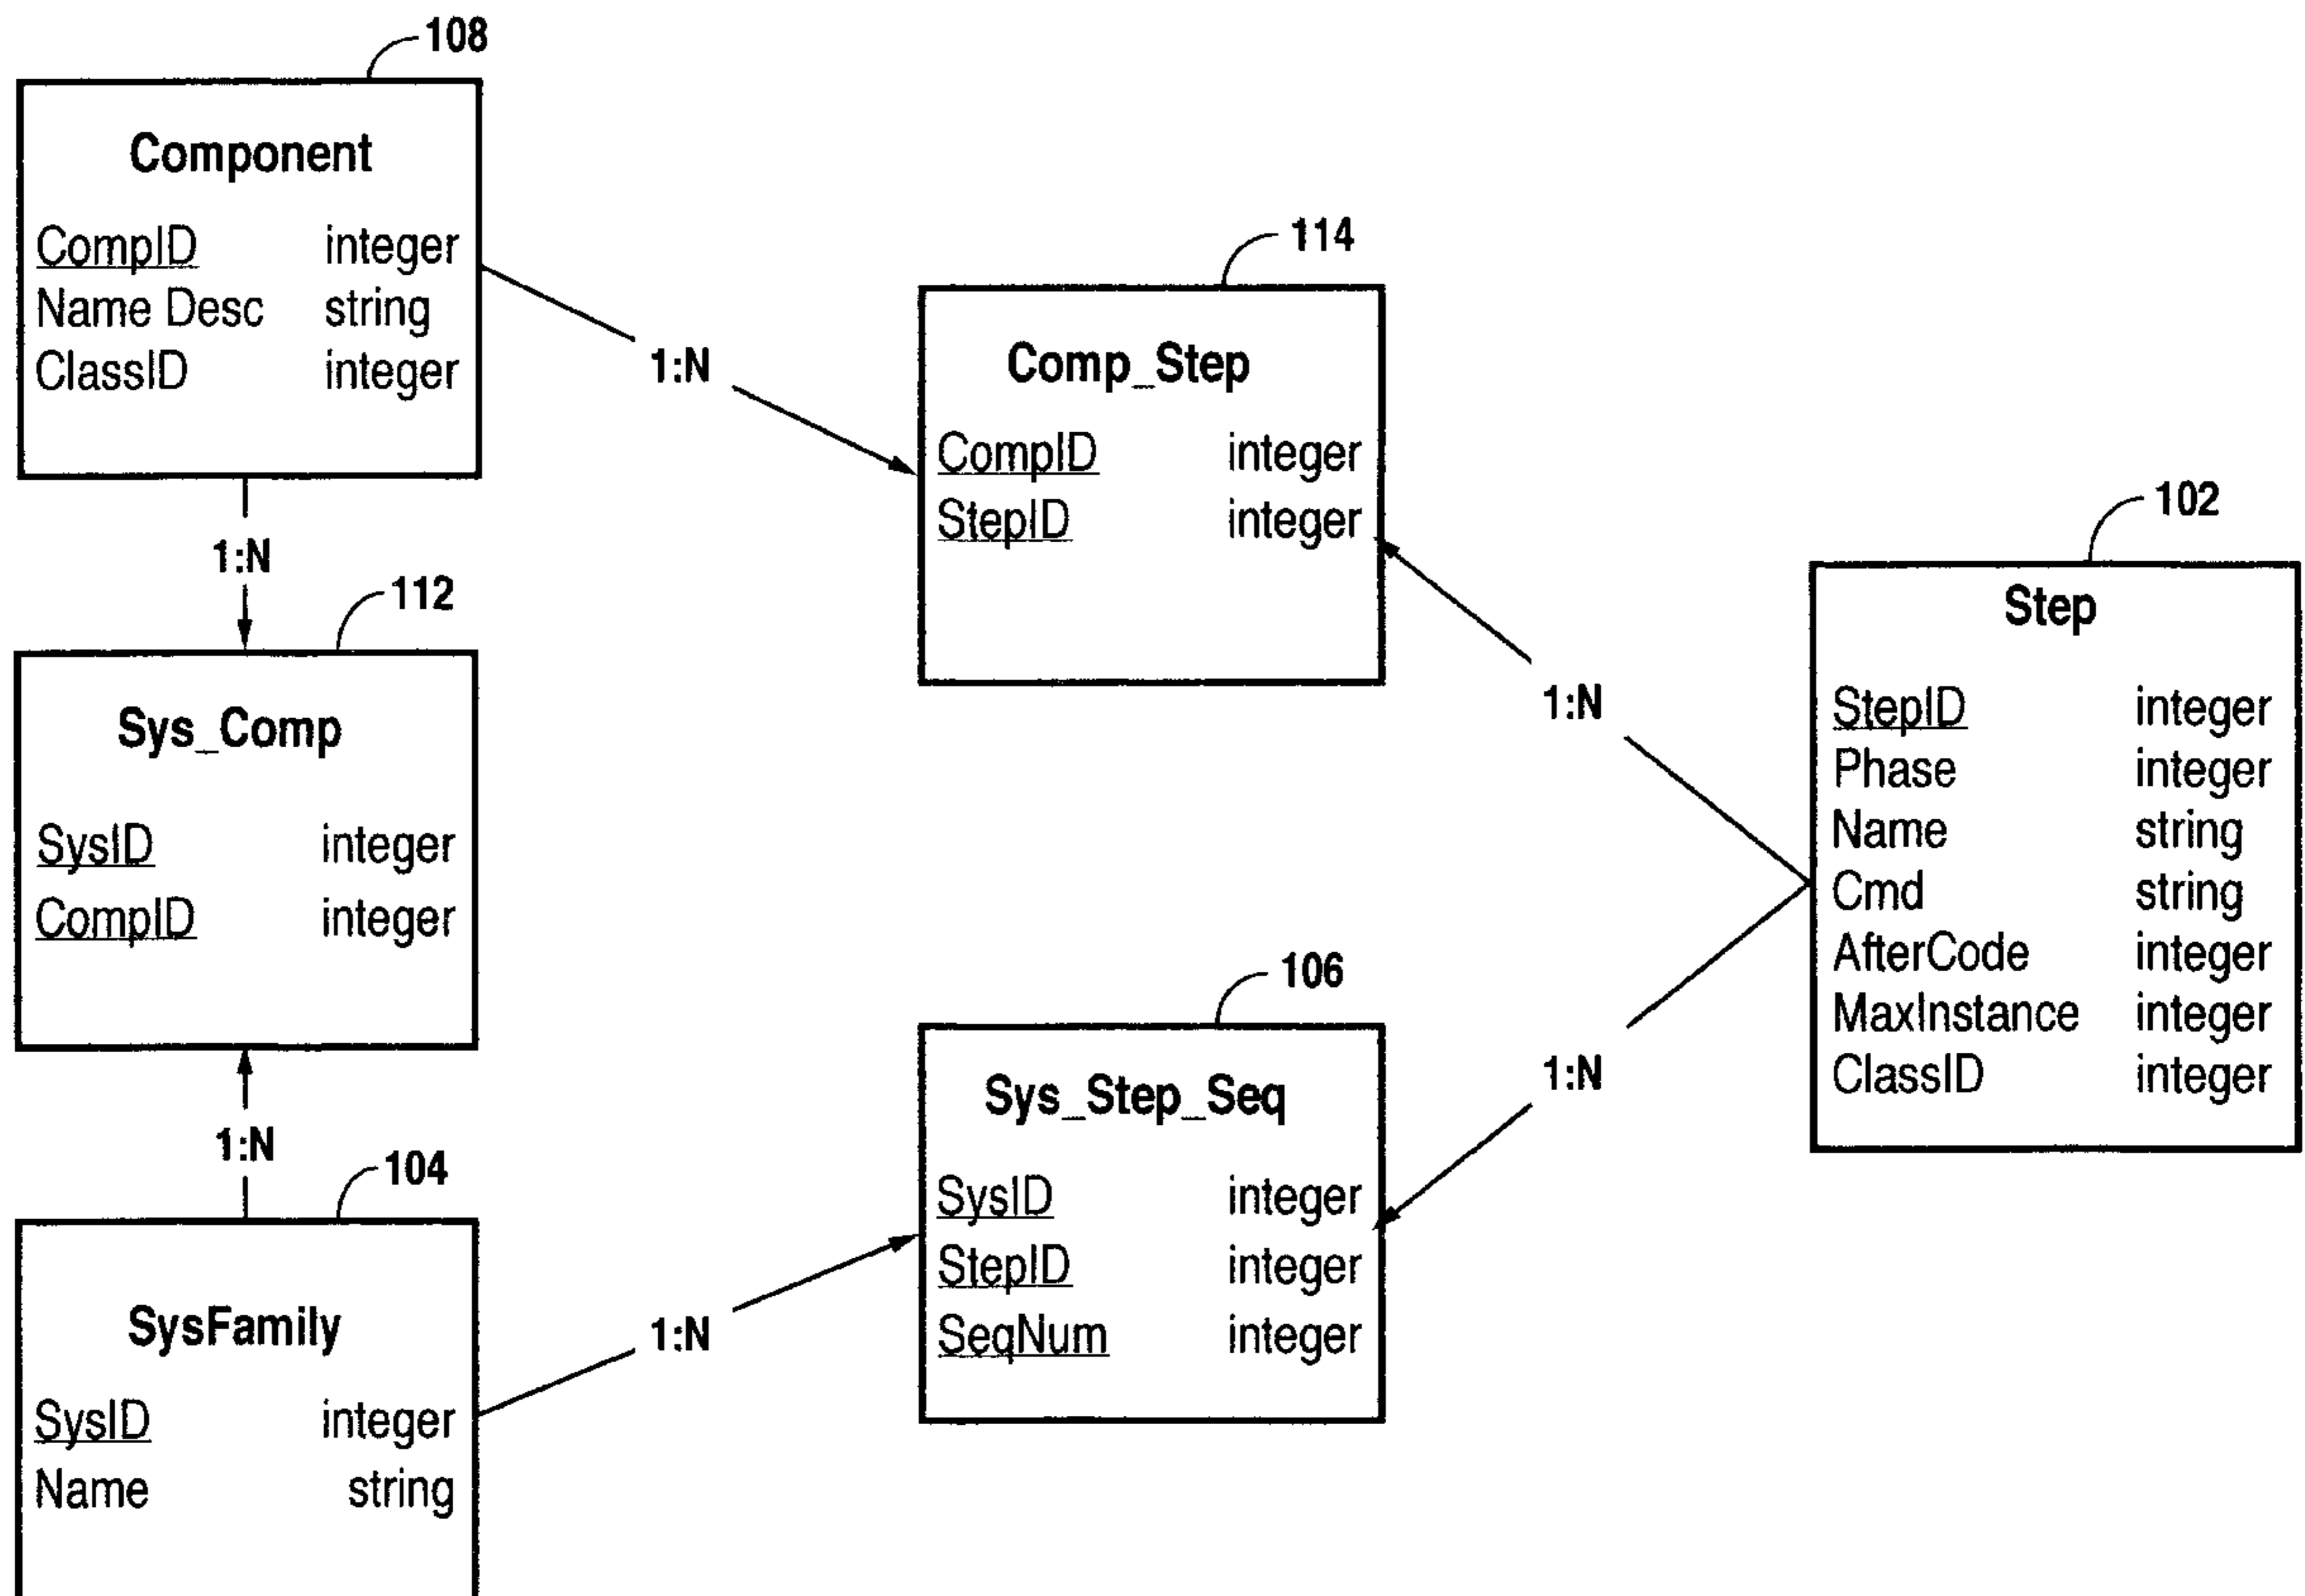 108
Component
CompID integer
Name Desc string
ClassID integer
1:N
114
Comp_Step
CompID integer
StepID integer
1:N
112
Sys_Comp
SysID integer
CompID integer
1:N
102
Step
StepID integer
Phase integer
Name string
Cmd string
AfterCode integer
MaxInstance integer
ClassID integer
1:N
1:N
106
Sys_Step_Seq
SysID integer
StepID integer
SeqNum integer
1:N
104
SysFamily
SysID integer
Name string